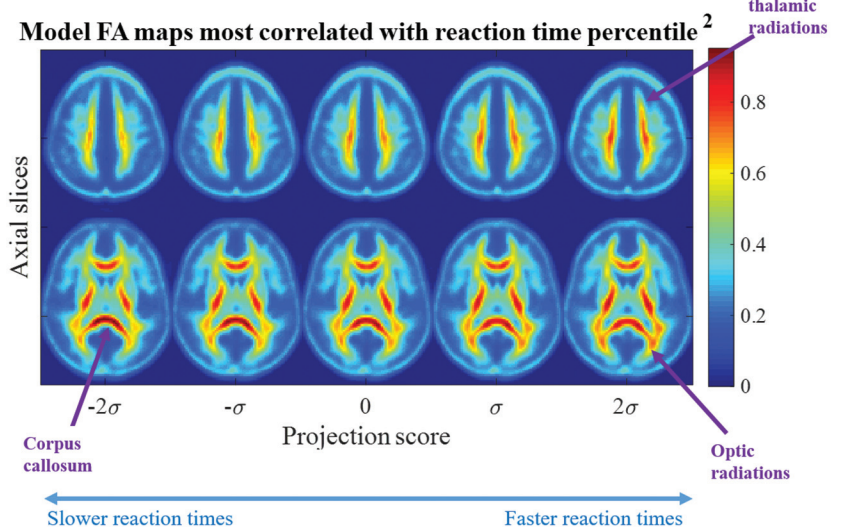 thalamic
radiations
Model FA maps most correlated with reaction time percentile 2
Axial slices
0.8
0.6
0.4
0.2
0
-2σ -σ 0 σ 2σ
Projection score
Corpus
callosum
Optic
radiations
Slower reaction times Faster reaction times